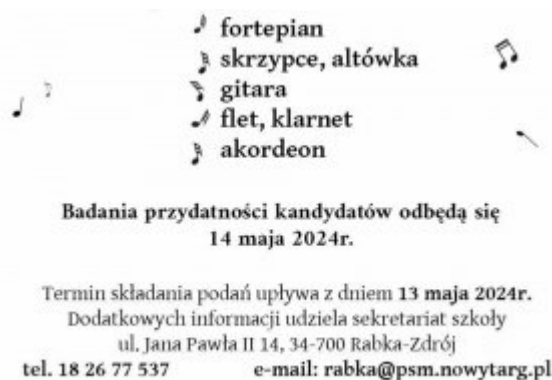 fortepian
skrzypce, altówka
gitara
flet, klarnet
akordeon
Badania przydatności kandydatów odbędą się
14 maja 2024r.
Termin składania podań upływa z dniem 13 maja 2024r.
Dodatkowych informacji udziela sekretariat szkoły
ul. Jana Pawła II 14, 34-700 Rabka-Zdrój
tel. 18 26 77 537 e-mail: rabka@psm.nowytarg.pl